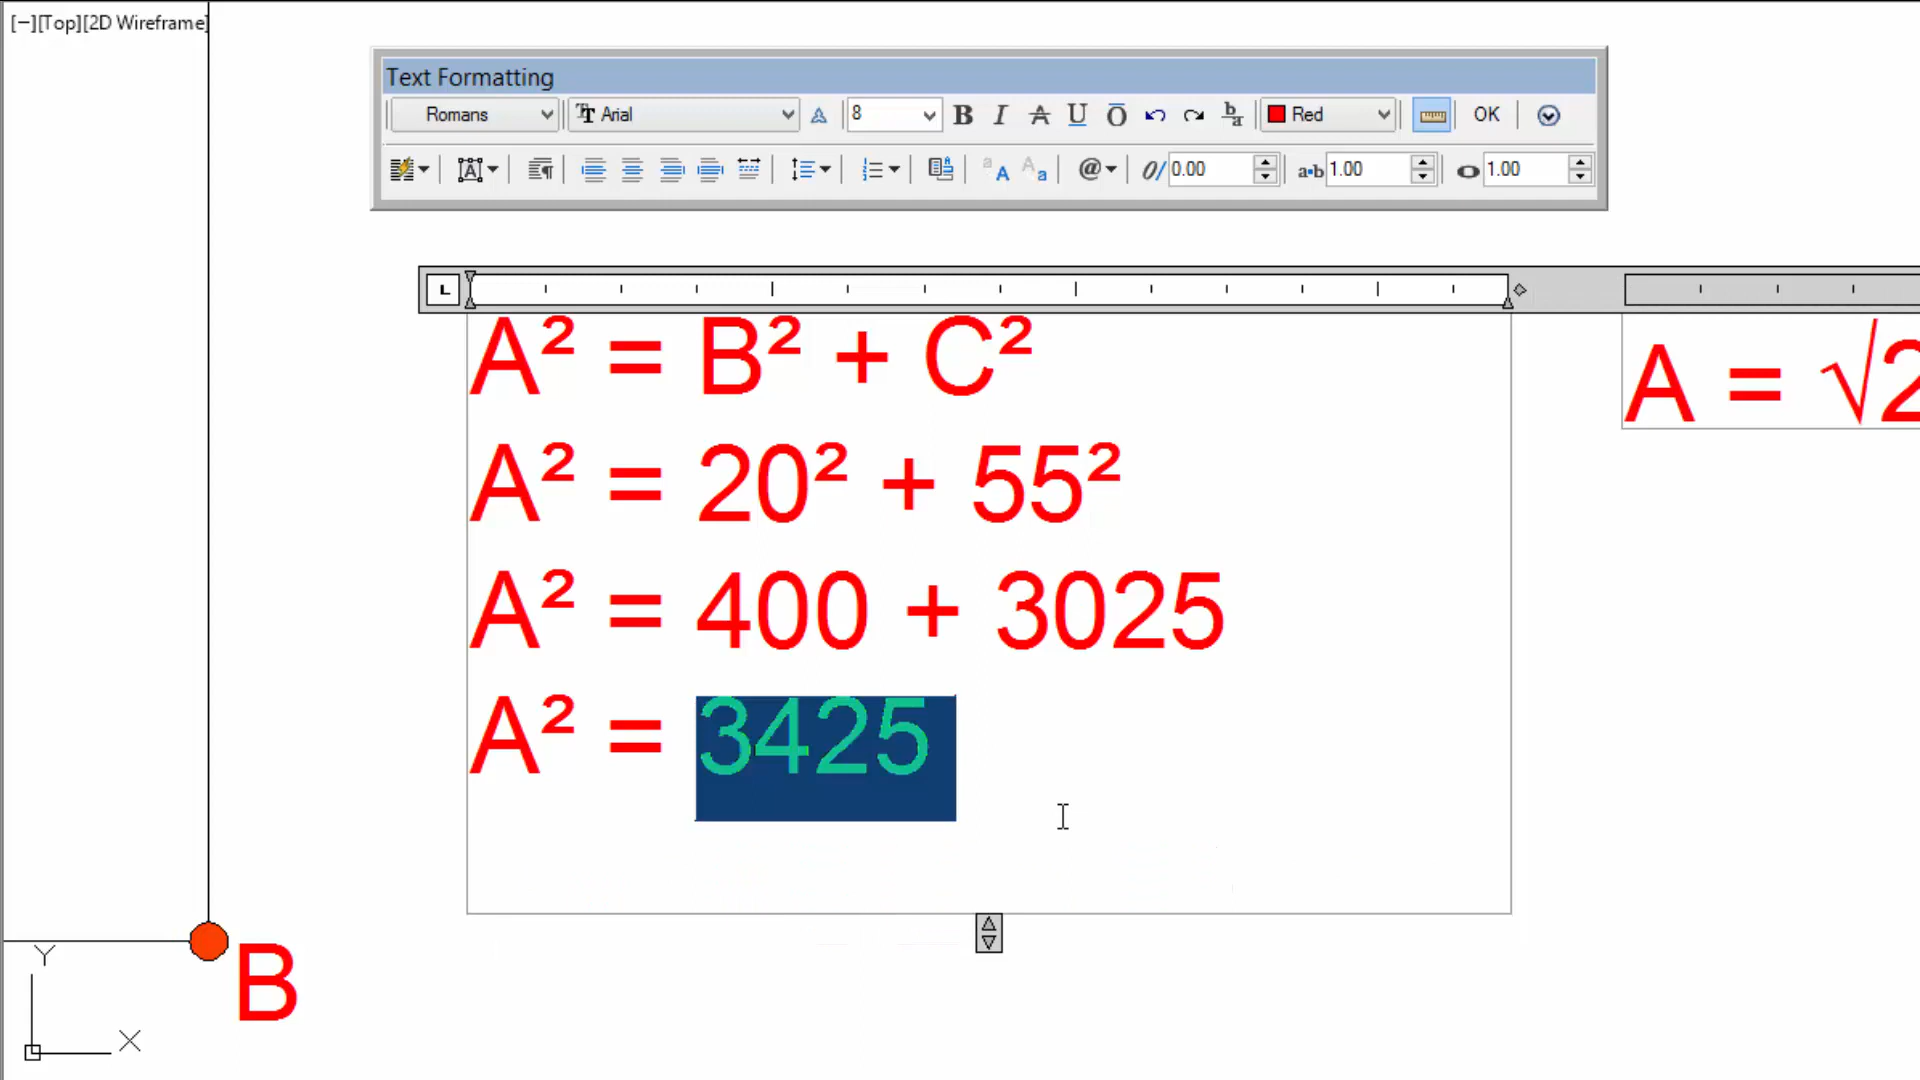 [−][Top][2D Wireframe]
Text Formatting
Romans Arial 8 B I A U O b/a Red OK
A @ 0/ 0.00 a•b 1.00 1.00
L
A² = B² + C²
A = √2
A² = 20² + 55²
A² = 400 + 3025
A² = 3425
B
Y
X